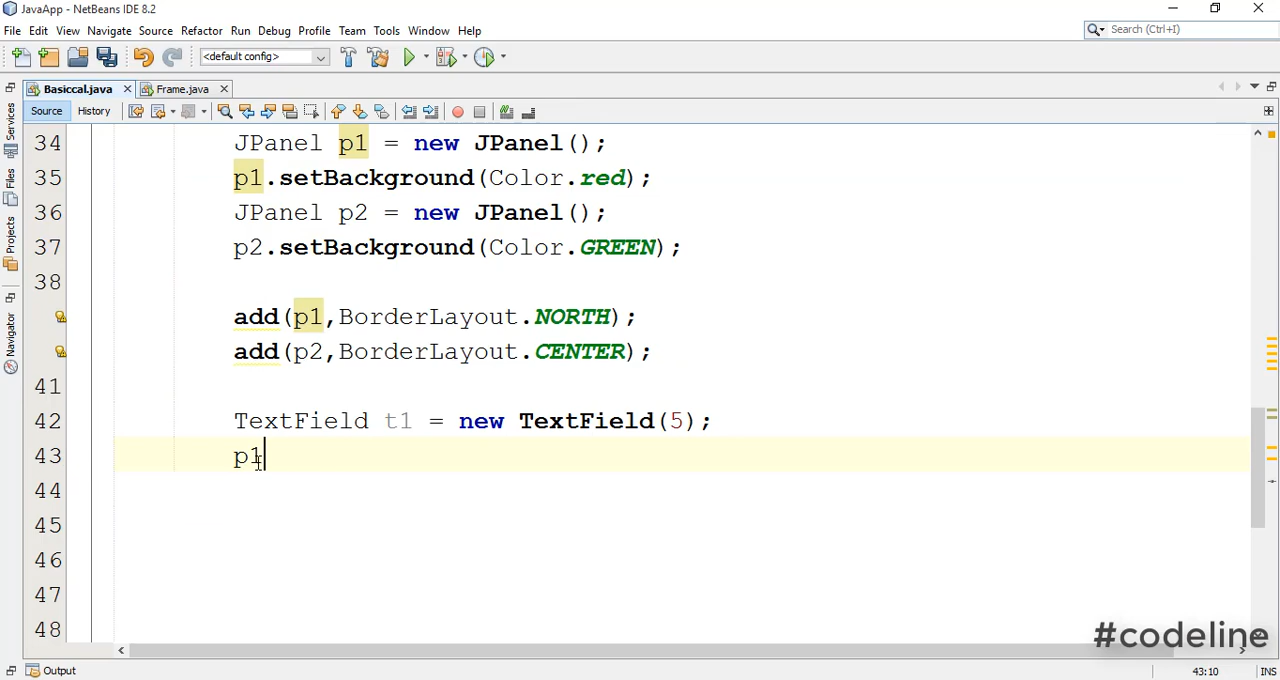 JavaApp - NetBeans IDE 8.2
File Edit View Navigate Source Refactor Run Debug Profile Team Tools Window Help
Search (Ctrl+I)
<default config>
Basiccal.java Frame.java
Source History
Services
Files
Projects
Navigator
34 JPanel p1 = new JPanel();
35 p1.setBackground(Color.red);
36 JPanel p2 = new JPanel();
37 p2.setBackground(Color.GREEN);
38
add(p1,BorderLayout.NORTH);
add(p2,BorderLayout.CENTER);
41
42 TextField t1 = new TextField(5);
43 p1
44
45
46
47
48
#codeline
Output
43:10 INS